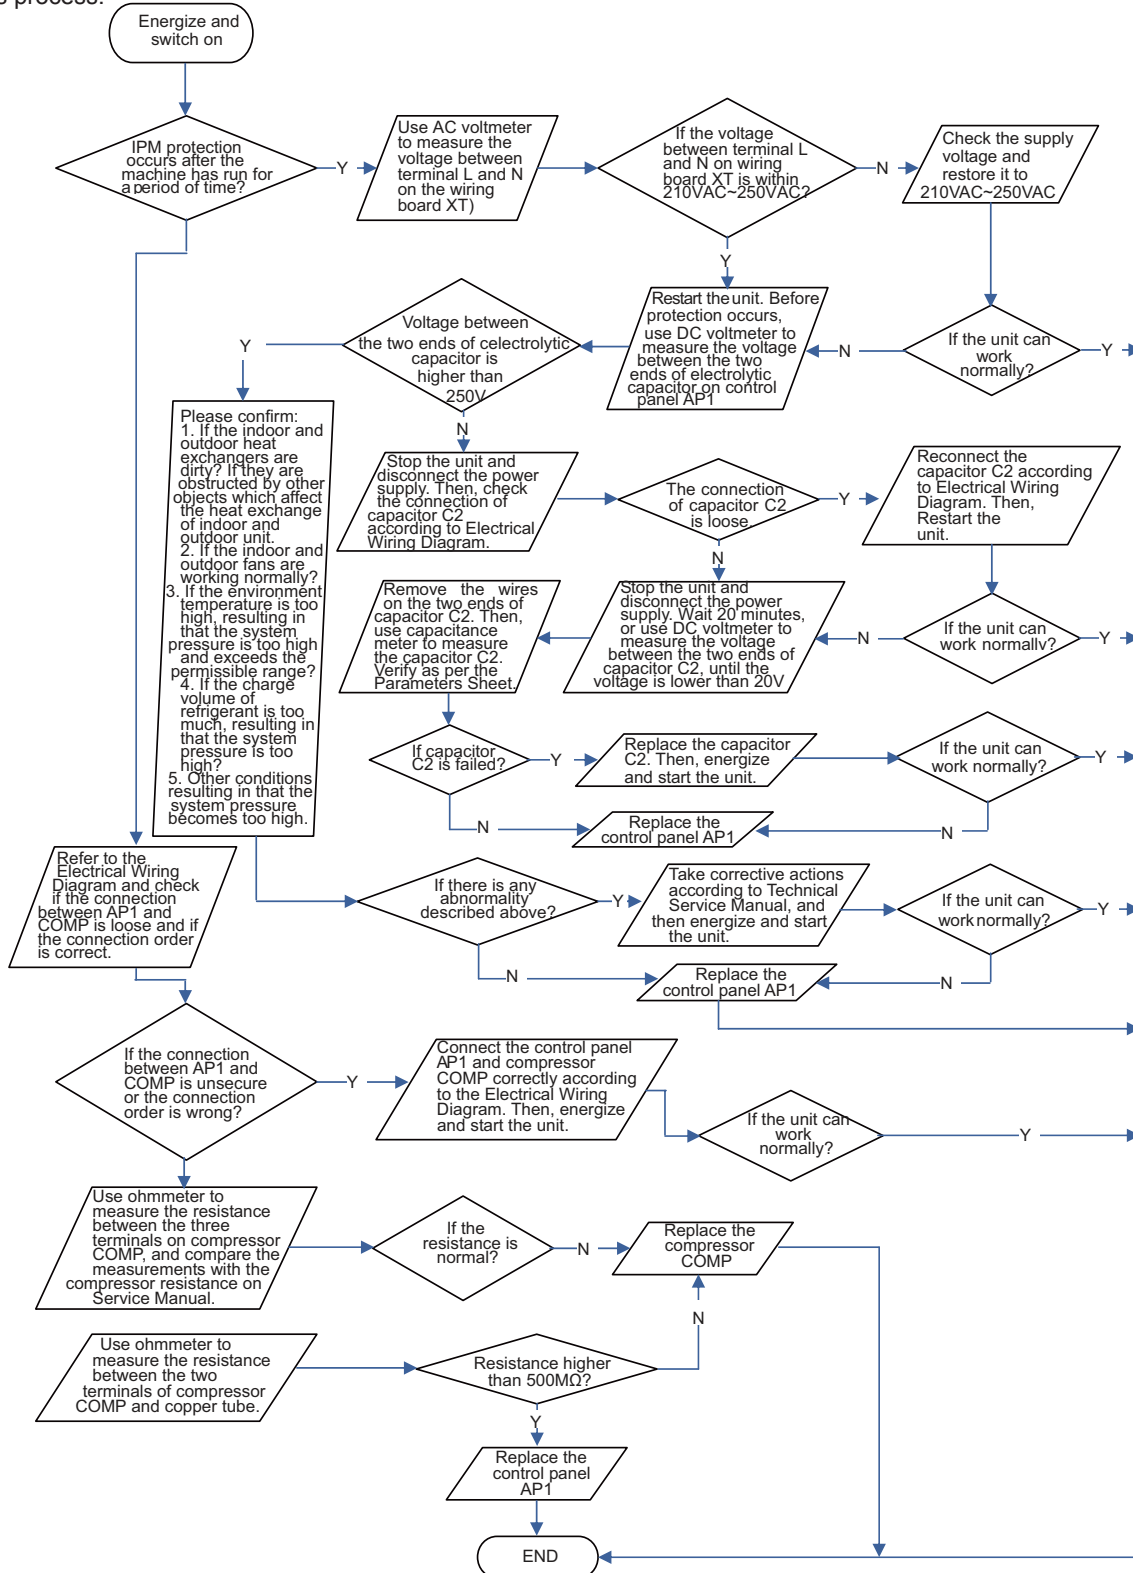 s process.
Energize and
switch on
IPM protection
occurs after the
machine has run for
a period of time?
Y
Use AC voltmeter
to measure the
voltage between
terminal L and N
on the wiring
board XT)
If the voltage
between terminal L
and N on wiring
board XT is within
210VAC~250VAC?
N
Check the supply
voltage and
restore it to
210VAC~250VAC
Y
Restart the unit. Before
protection occurs,
use DC voltmeter to
measure the voltage
between the two
ends of electrolytic
capacitor on control
panel AP1
N
If the unit can
work
normally?
Y
Voltage between
the two ends of celectrolytic
capacitor is
higher than
250V
Y
N
Please confirm:
1. If the indoor and
outdoor heat
exchangers are
dirty? If they are
obstructed by other
objects which affect
the heat exchange
of indoor and
outdoor unit.
2. If the indoor and
outdoor fans are
working normally?
3. If the environment
temperature is too
high, resulting in
that the system
pressure is too high
and exceeds the
permissible range?
4. If the charge
volume of
refrigerant is too
much, resulting in
that the system
pressure is too
high?
5. Other conditions
resulting in that the
system pressure
becomes too high.
Stop the unit and
disconnect the power
supply. Then, check
the connection of
capacitor C2
according to Electrical
Wiring Diagram.
The connection
of capacitor C2
is loose.
Y
Reconnect the
capacitor C2 according
to Electrical Wiring
Diagram. Then,
Restart the
unit.
N
Remove the wires
on the two ends of
capacitor C2. Then,
use capacitance
meter to measure
the capacitor C2.
Verify as per the
Parameters Sheet.
Stop the unit and
disconnect the power
supply. Wait 20 minutes,
or use DC voltmeter to
measure the voltage
between the two ends of
capacitor C2, until the
voltage is lower than 20V
N
If the unit can
work normallv?
Y
If capacitor
C2 is failed?
Y
Replace the capacitor
C2. Then, energize
and start the unit.
If the unit can
work normally?
Y
N
Replace the
control panel AP1
N
Refer to the
Electrical Wiring
Diagram and check
if the connection
between AP1 and
COMP is loose and if
the connection order
is correct.
If there is any
abnormality
described above?
Y
Take corrective actions
according to Technical
Service Manual, and
then energize and start
the unit.
If the unit can
work normally?
Y
N
Replace the
control panel AP1
N
If the connection
between AP1 and
COMP is unsecure
or the connection
order is wrong?
Y
Connect the control panel
AP1 and compressor
COMP correctly according
to the Electrical Wiring
Diagram. Then, energize
and start the unit.
If the unit can
work
normally?
Y
Use ohmmeter to
measure the resistance
between the three
terminals on compressor
COMP, and compare the
measurements with the
compressor resistance on
Service Manual.
If the
resistance is
normal?
N
Replace the
compressor
COMP
N
Use ohmmeter to
measure the resistance
between the two
terminals of compressor
COMP and copper tube.
Resistance higher
than 500MΩ?
Y
Replace the
control panel
AP1
END